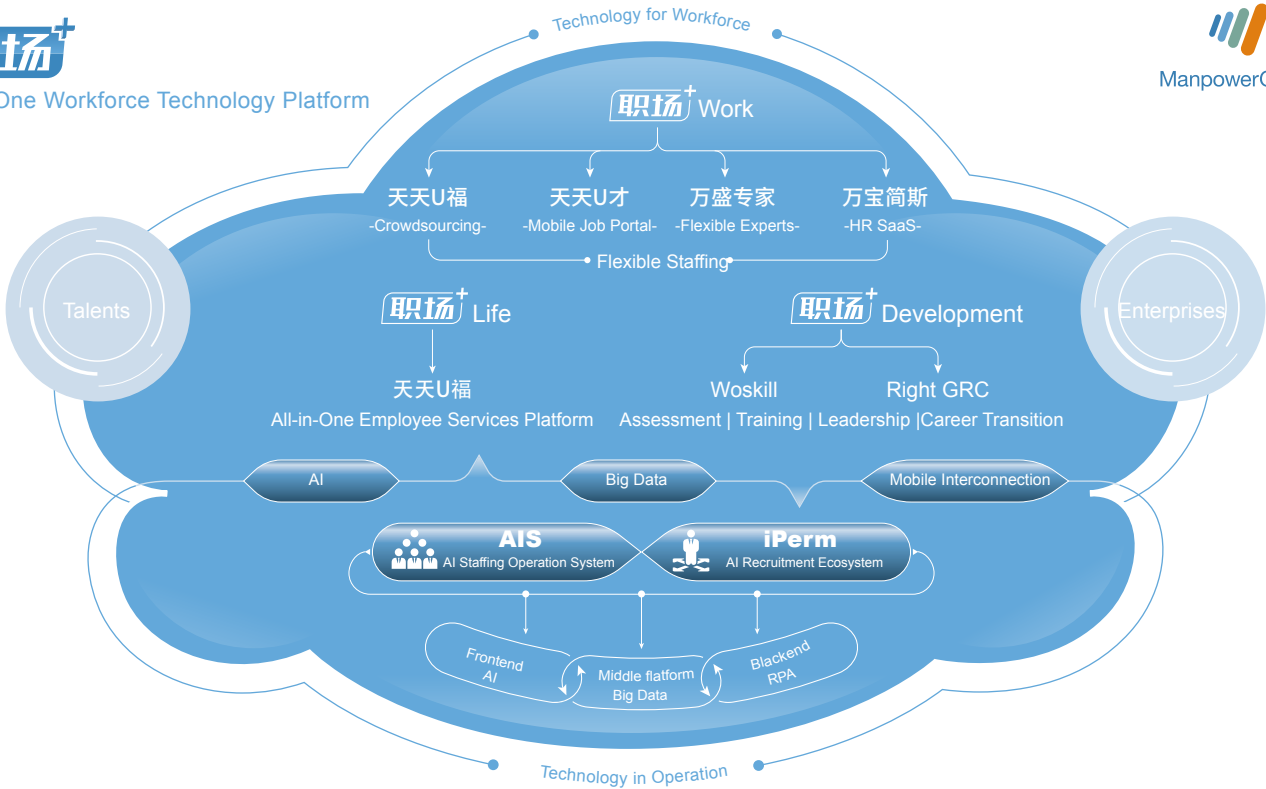 Technology for Workforce
场+
One Workforce Technology Platform
Manpower
职场+ Work
天天U福 天天U才 万盛专家 万宝简斯
-Crowdsourcing- -Mobile Job Portal- -Flexible Experts- -HR SaaS-
Flexible Staffing
Talents
Enterprises
职场+ Life
职场+ Development
天天U福
Woskill Right GRC
All-in-One Employee Services Platform
Assessment | Training | Leadership |Career Transition
AI
Big Data
Mobile Interconnection
AIS
AI Staffing Operation System
iPerm
AI Recruitment Ecosystem
Frontend
AI
Middle flatform
Big Data
Blackend
RPA
Technology in Operation